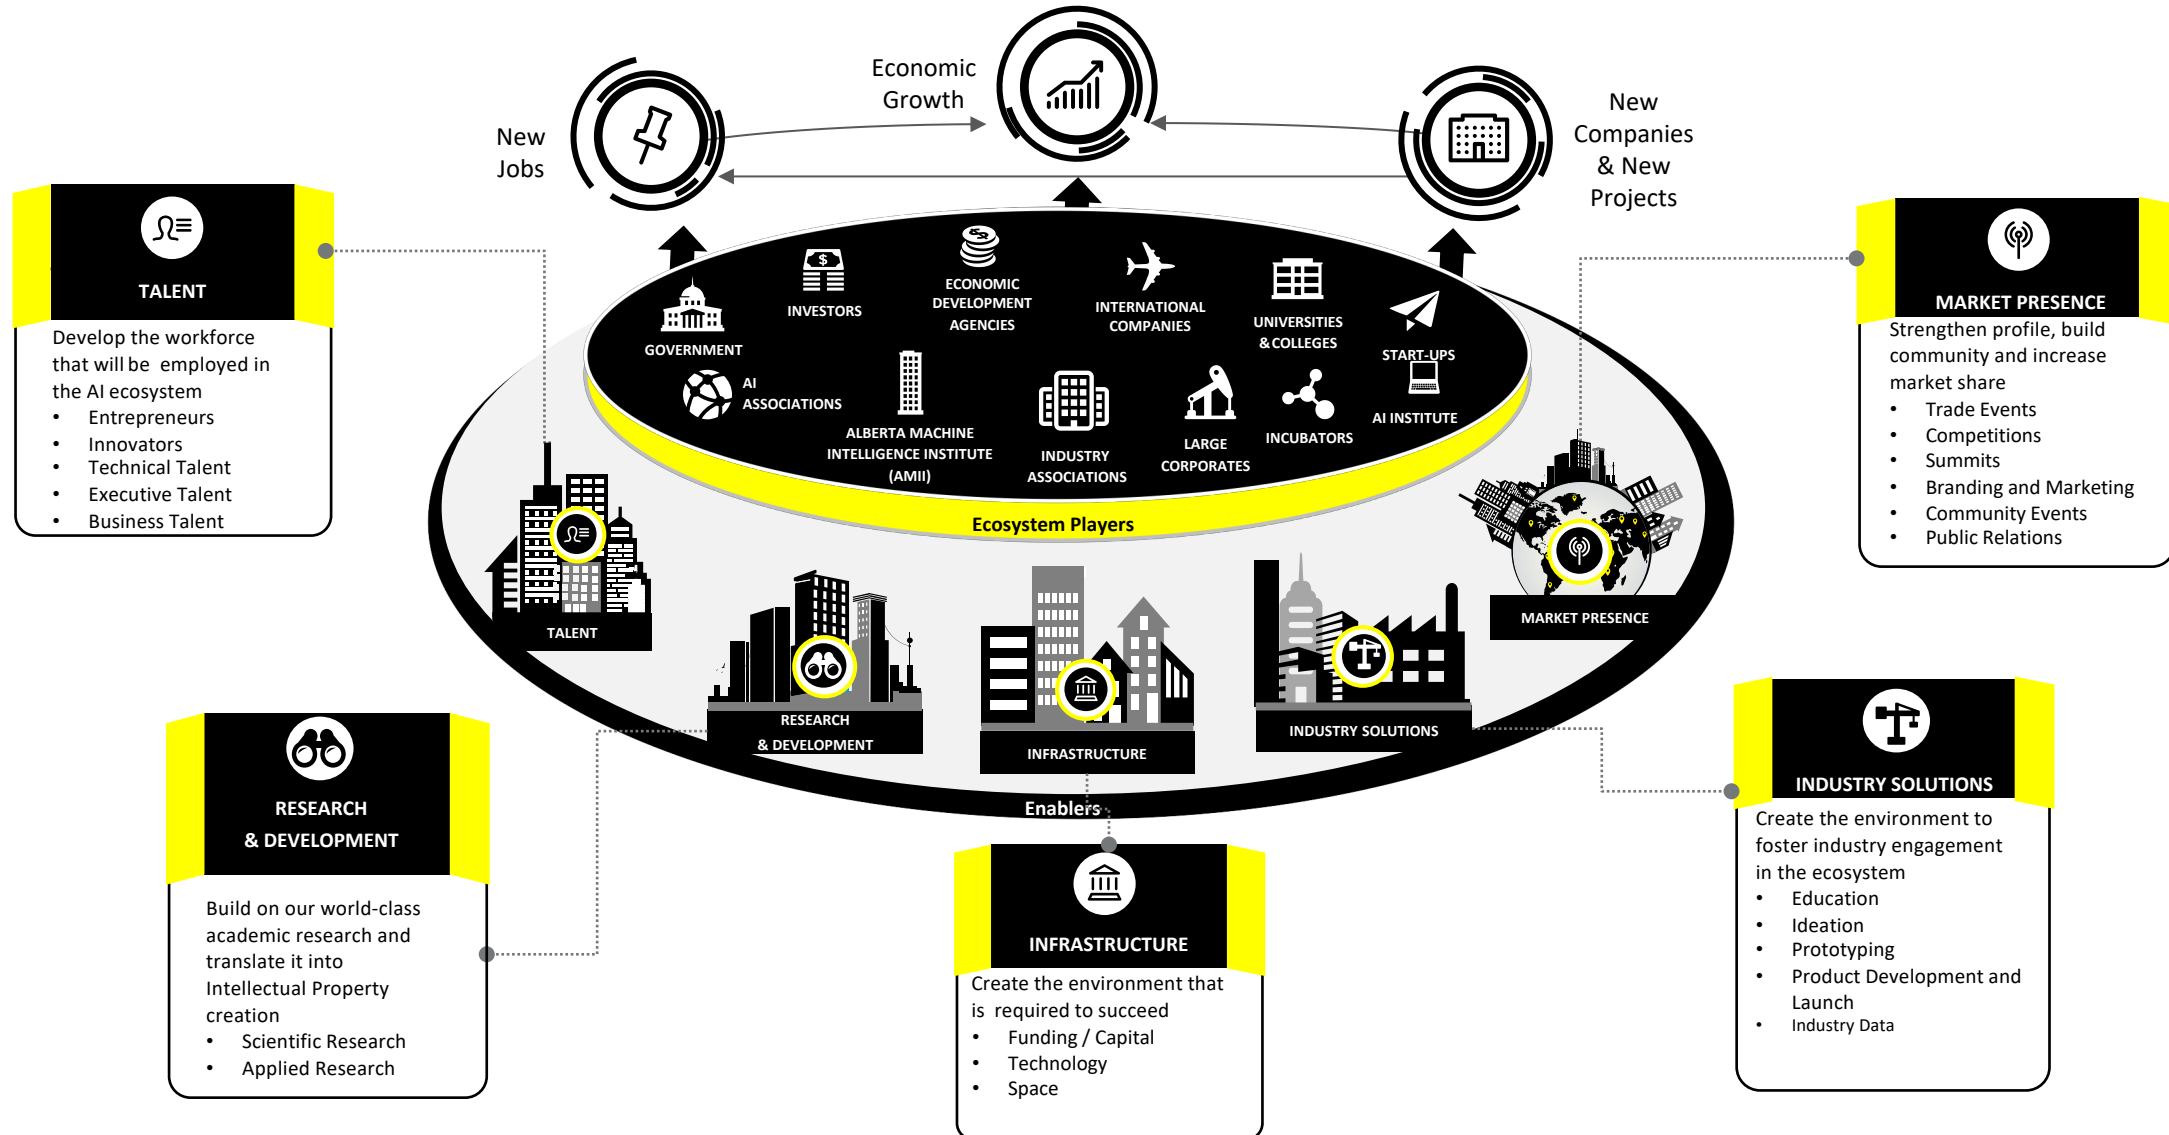 Economic
Growth
New
Jobs
New
Companies
& New
Projects
TALENT
Develop the workforce
that will be employed in
the AI ecosystem
• Entrepreneurs
• Innovators
• Technical Talent
• Executive Talent
• Business Talent
MARKET PRESENCE
Strengthen profile, build
community and increase
market share
• Trade Events
• Competitions
• Summits
• Branding and Marketing
• Community Events
• Public Relations
GOVERNMENT
$
INVESTORS
ECONOMIC
DEVELOPMENT
AGENCIES
INTERNATIONAL
COMPANIES
UNIVERSITIES
& COLLEGES
START-UPS
AI
ASSOCIATIONS
ALBERTA MACHINE
INTELLIGENCE INSTITUTE
(AMII)
INDUSTRY
ASSOCIATIONS
LARGE
CORPORATES
INCUBATORS
AI INSTITUTE
Ecosystem Players
TALENT
RESEARCH
& DEVELOPMENT
INFRASTRUCTURE
INDUSTRY SOLUTIONS
MARKET PRESENCE
Enablers
RESEARCH
& DEVELOPMENT
Build on our world-class
academic research and
translate it into
Intellectual Property
creation
• Scientific Research
• Applied Research
INFRASTRUCTURE
Create the environment that
is required to succeed
• Funding / Capital
• Technology
• Space
INDUSTRY SOLUTIONS
Create the environment to
foster industry engagement
in the ecosystem
• Education
• Ideation
• Prototyping
• Product Development and
Launch
• Industry Data